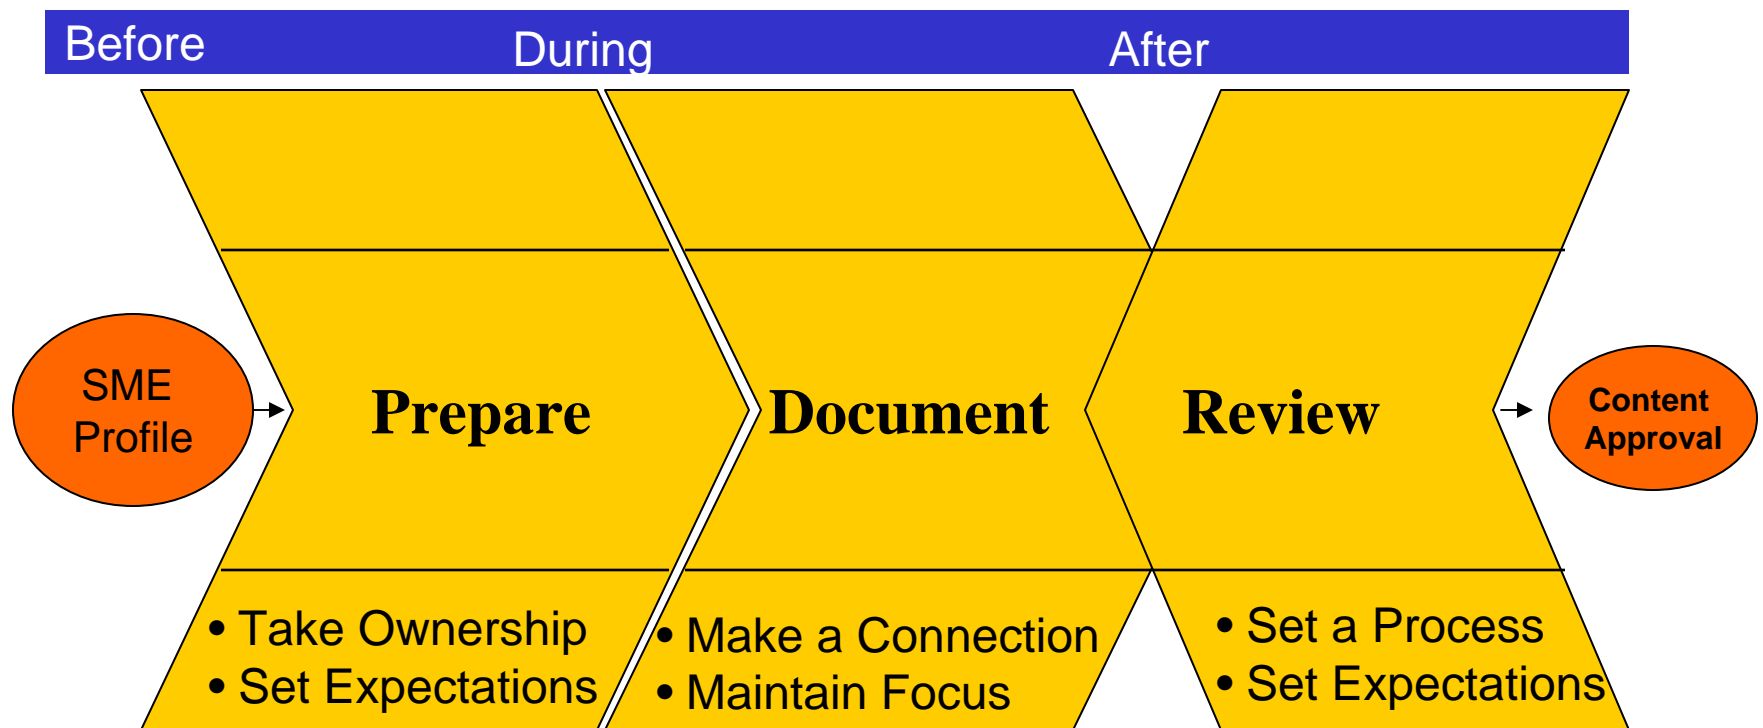 Before During After
SME
Profile
Prepare
Document
Review
Content
Approval
• Take Ownership
• Set Expectations
• Make a Connection
• Maintain Focus
• Set a Process
• Set Expectations